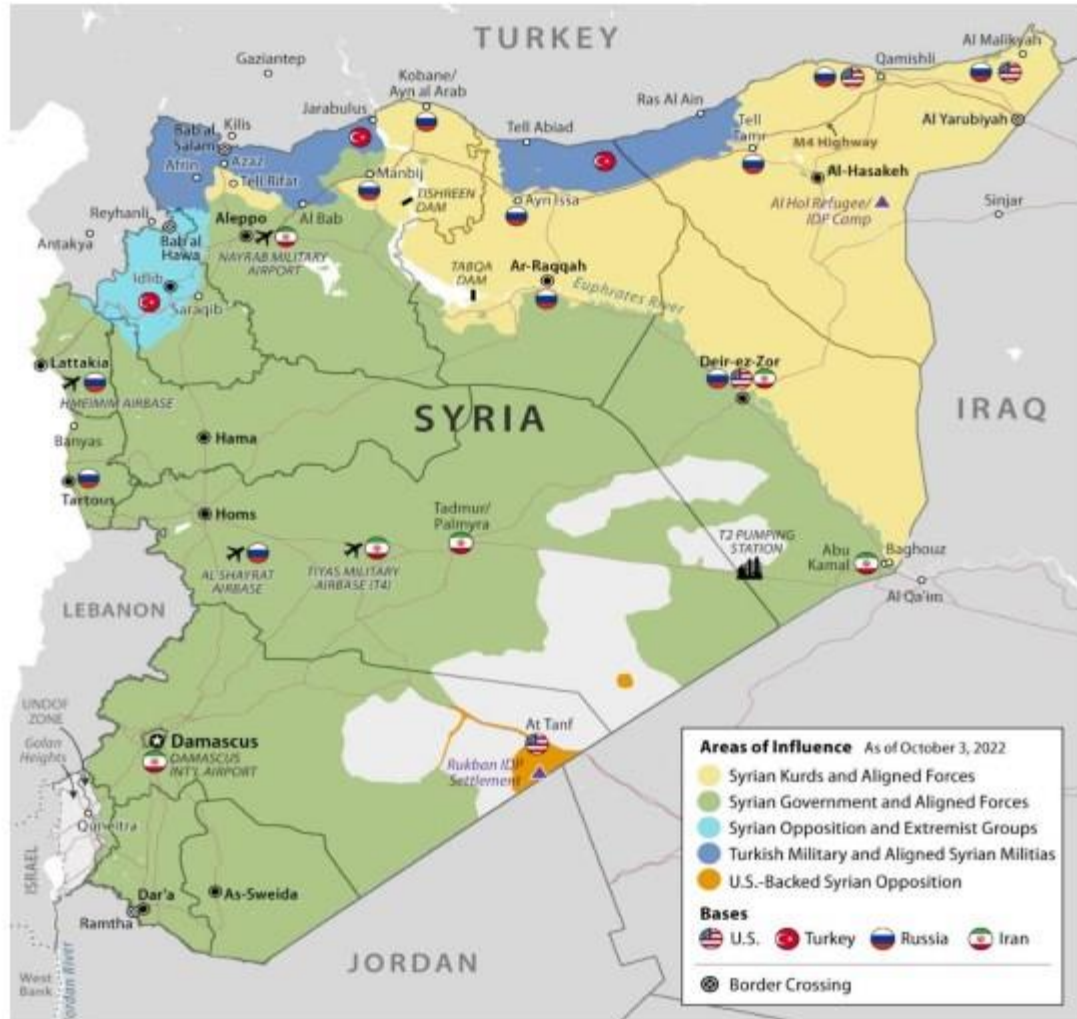 TURKEY
Gaziantep
Al Malikyah
Kobane/
Ayn al Arab
Qamishli
Jarabulus
Ras Al Ain
Bab al
Salam
Kilis
Tell Abiad
Tell
Tamr
Al Yarubiyah
M4 Highway
Azaz
Afrin
Tell Rifat
Manbij
Al-Hasakeh
TISHREEN
DAM
Al Hol Refugee/
IDP Camp
Sinjar
Reyhanli
Antakya
Aleppo
Al Bab
Ayn Issa
Bab al
Hawa
NAYRAB MILITARY
AIRPORT
TABQA
DAM
Ar-Raqqah
Euphrates River
Idlib
Saraqib
Lattakia
HMEIMIM AIRBASE
Deir-ez-Zor
SYRIA
IRAQ
Banyas
Hama
Tartous
Homs
Tadmur/
Palmyra
T2 PUMPING
STATION
AL SHAYRAT
AIRBASE
TIYAS MILITARY
AIRBASE (T4)
Abu
Kamal
Baghouz
Al Qa'im
LEBANON
UNDOF
ZONE
Golan
Heights
Damascus
DAMASCUS
INT'L AIRPORT
At Tanf
Rukban IDP
Settlement
Quneitra
ISRAEL
Dar'a
As-Sweida
Ramtha
JORDAN
West
Bank
Jordan River
Areas of Influence As of October 3, 2022
Syrian Kurds and Aligned Forces
Syrian Government and Aligned Forces
Syrian Opposition and Extremist Groups
Turkish Military and Aligned Syrian Militias
U.S.-Backed Syrian Opposition
Bases
U.S. Turkey Russia Iran
Border Crossing